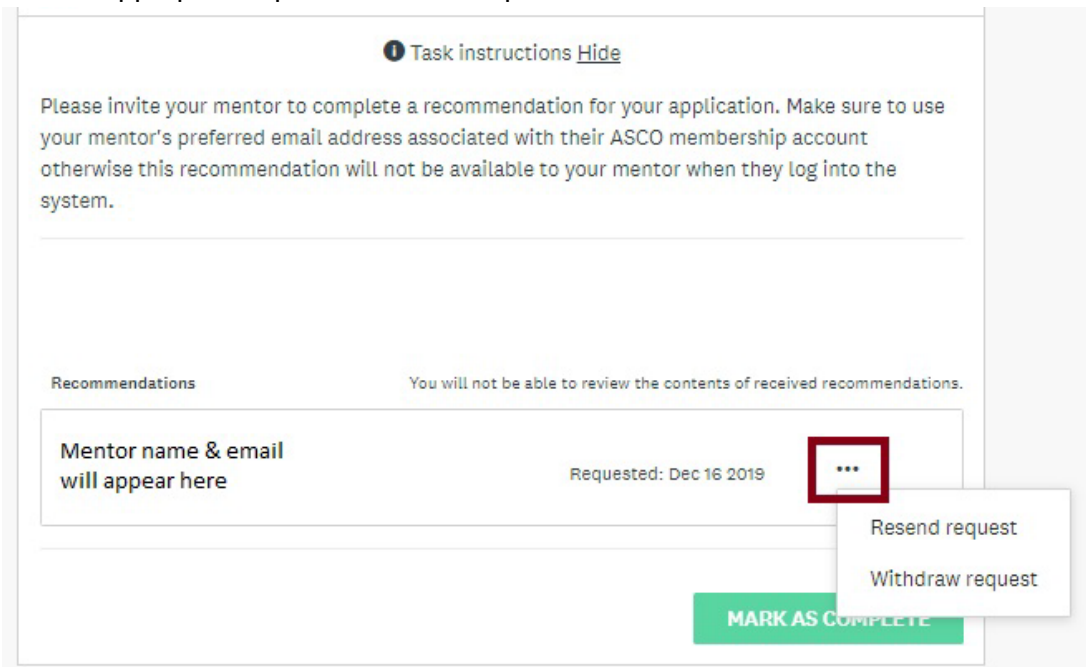 Task instructions Hide
Please invite your mentor to complete a recommendation for your application. Make sure to use
your mentor's preferred email address associated with their ASCO membership account
otherwise this recommendation will not be available to your mentor when they log into the
system.
Recommendations You will not be able to review the contents of received recommendations.
Mentor name & email
will appear here
Requested: Dec 16 2019 •••
Resend request
Withdraw request
MARK AS COMPLETE